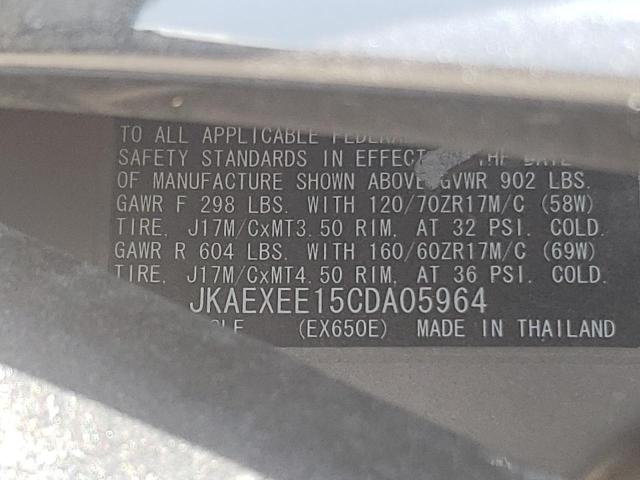 TO ALL APPLICABLE
SAFETY STANDARDS IN EFFECT THE DATE
OF MANUFACTURE SHOWN ABOVE GVWR 902 LBS.
GAWR F 298 LBS. WITH 120/70ZR17M/C (58W)
TIRE, J17M/CxMT3.50 RIM, AT 32 PSI. COLD.
GAWR R 604 LBS. WITH 160/60ZR17M/C (69W)
TIRE, J17M/CxMT4.50 RIM, AT 36 PSI. COLD.
JKAEXEE15CDA05964
(EX650E) MADE IN THAILAND